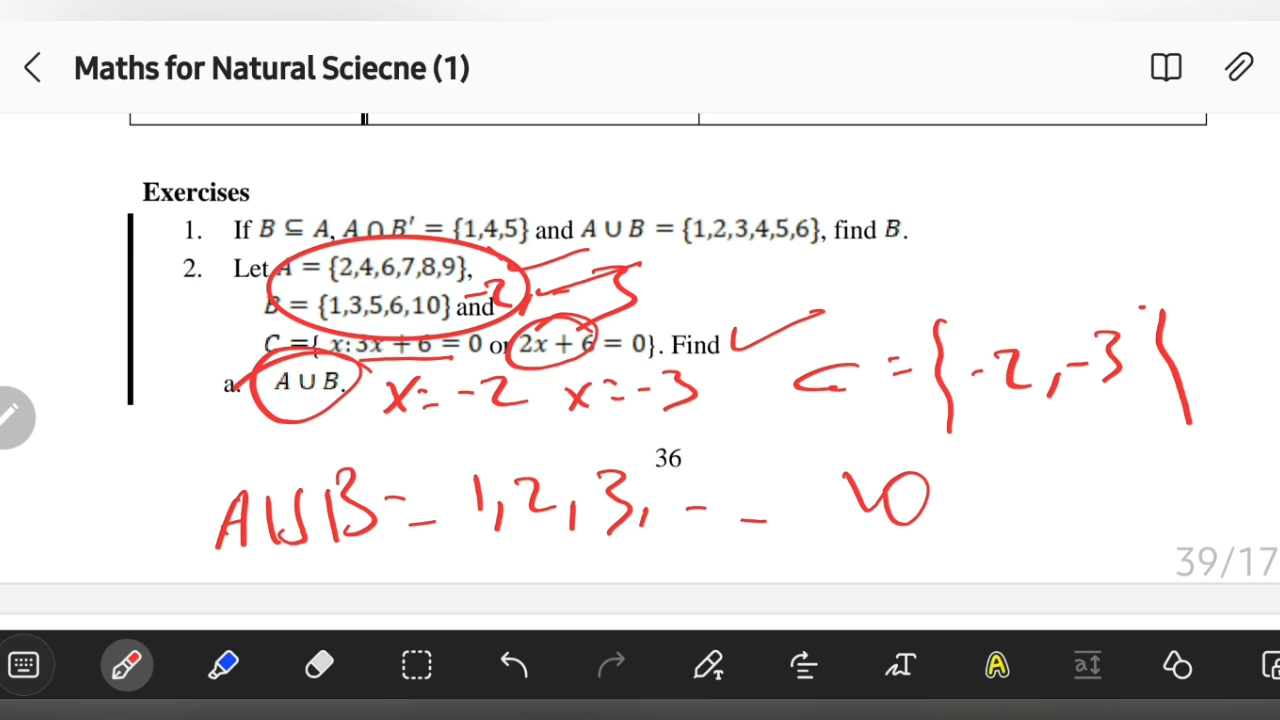 Maths for Natural Sciecne (1)
Exercises
1. If B ⊆ A, A ∩ B′ = {1,4,5} and A ∪ B = {1,2,3,4,5,6}, find B.
2. Let A = {2,4,6,7,8,9},
B = {1,3,5,6,10} and
-2, -3
C = { x: 3x + 6 = 0 or 2x + 6 = 0}. Find
a. A ∪ B.
x = -2 x = -3
C = {-2, -3}
36
A U B = 1, 2, 3, - - 10
39/17